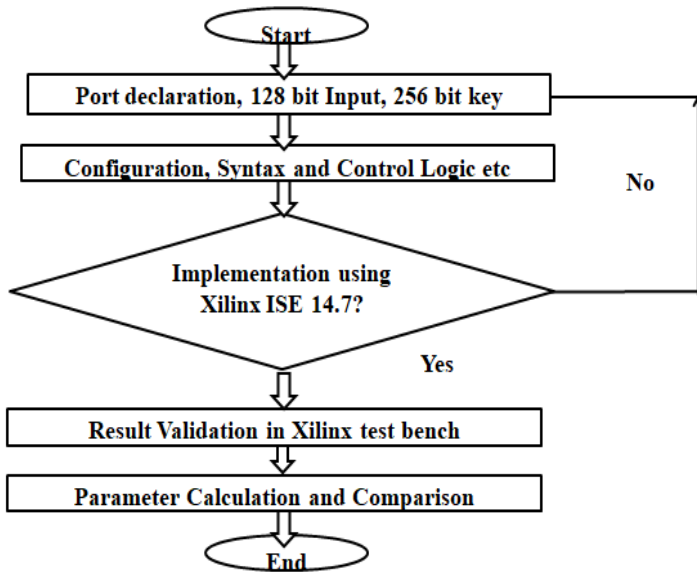 Start
Port declaration, 128 bit Input, 256 bit key
Configuration, Syntax and Control Logic etc
No
Implementation using
Xilinx ISE 14.7?
Yes
Result Validation in Xilinx test bench
Parameter Calculation and Comparison
End